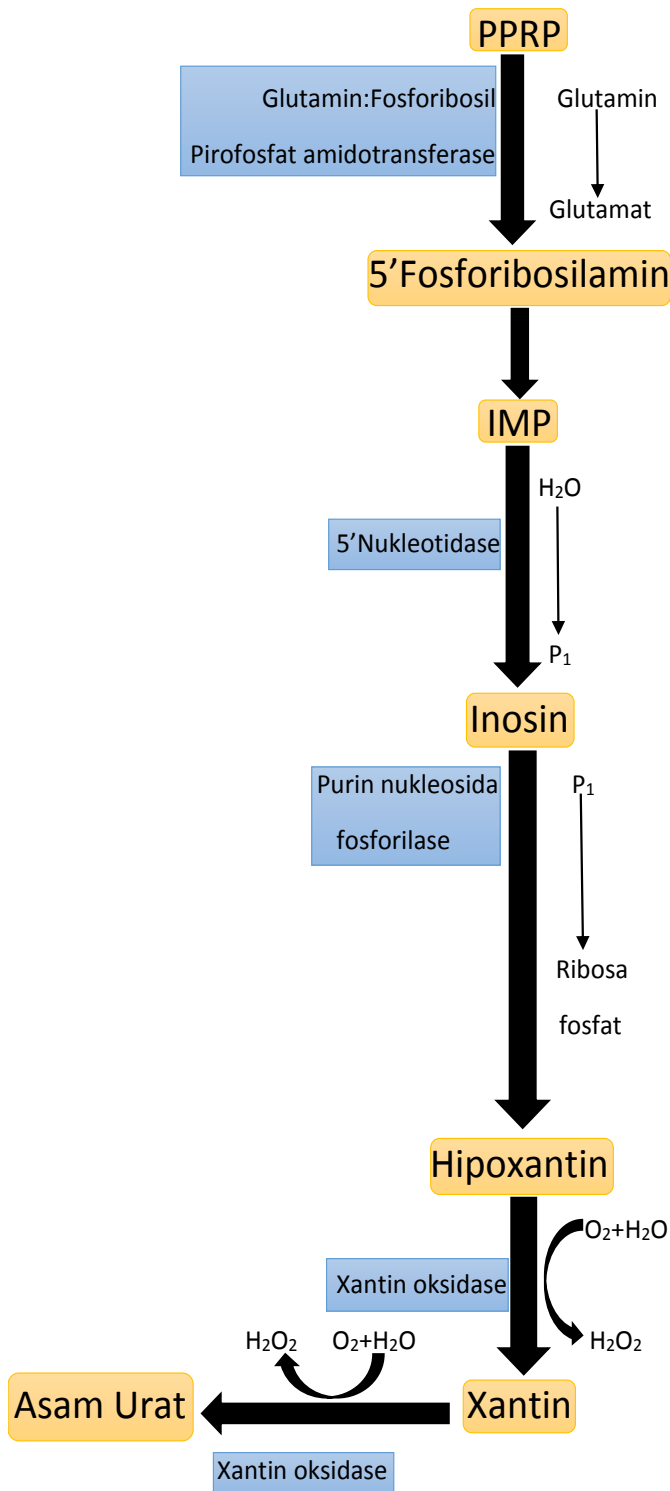 PPRP
Glutamin:Fosforibosil
Pirofosfat amidotransferase
Glutamin
Glutamat
5’Fosforibosilamin
IMP
H₂O
5’Nukleotidase
P₁
Inosin
Purin nukleosida
fosforilase
P₁
Ribosa
fosfat
Hipoxantin
O₂+H₂O
Xantin oksidase
H₂O₂
H₂O₂
O₂+H₂O
Asam Urat
Xantin
Xantin oksidase